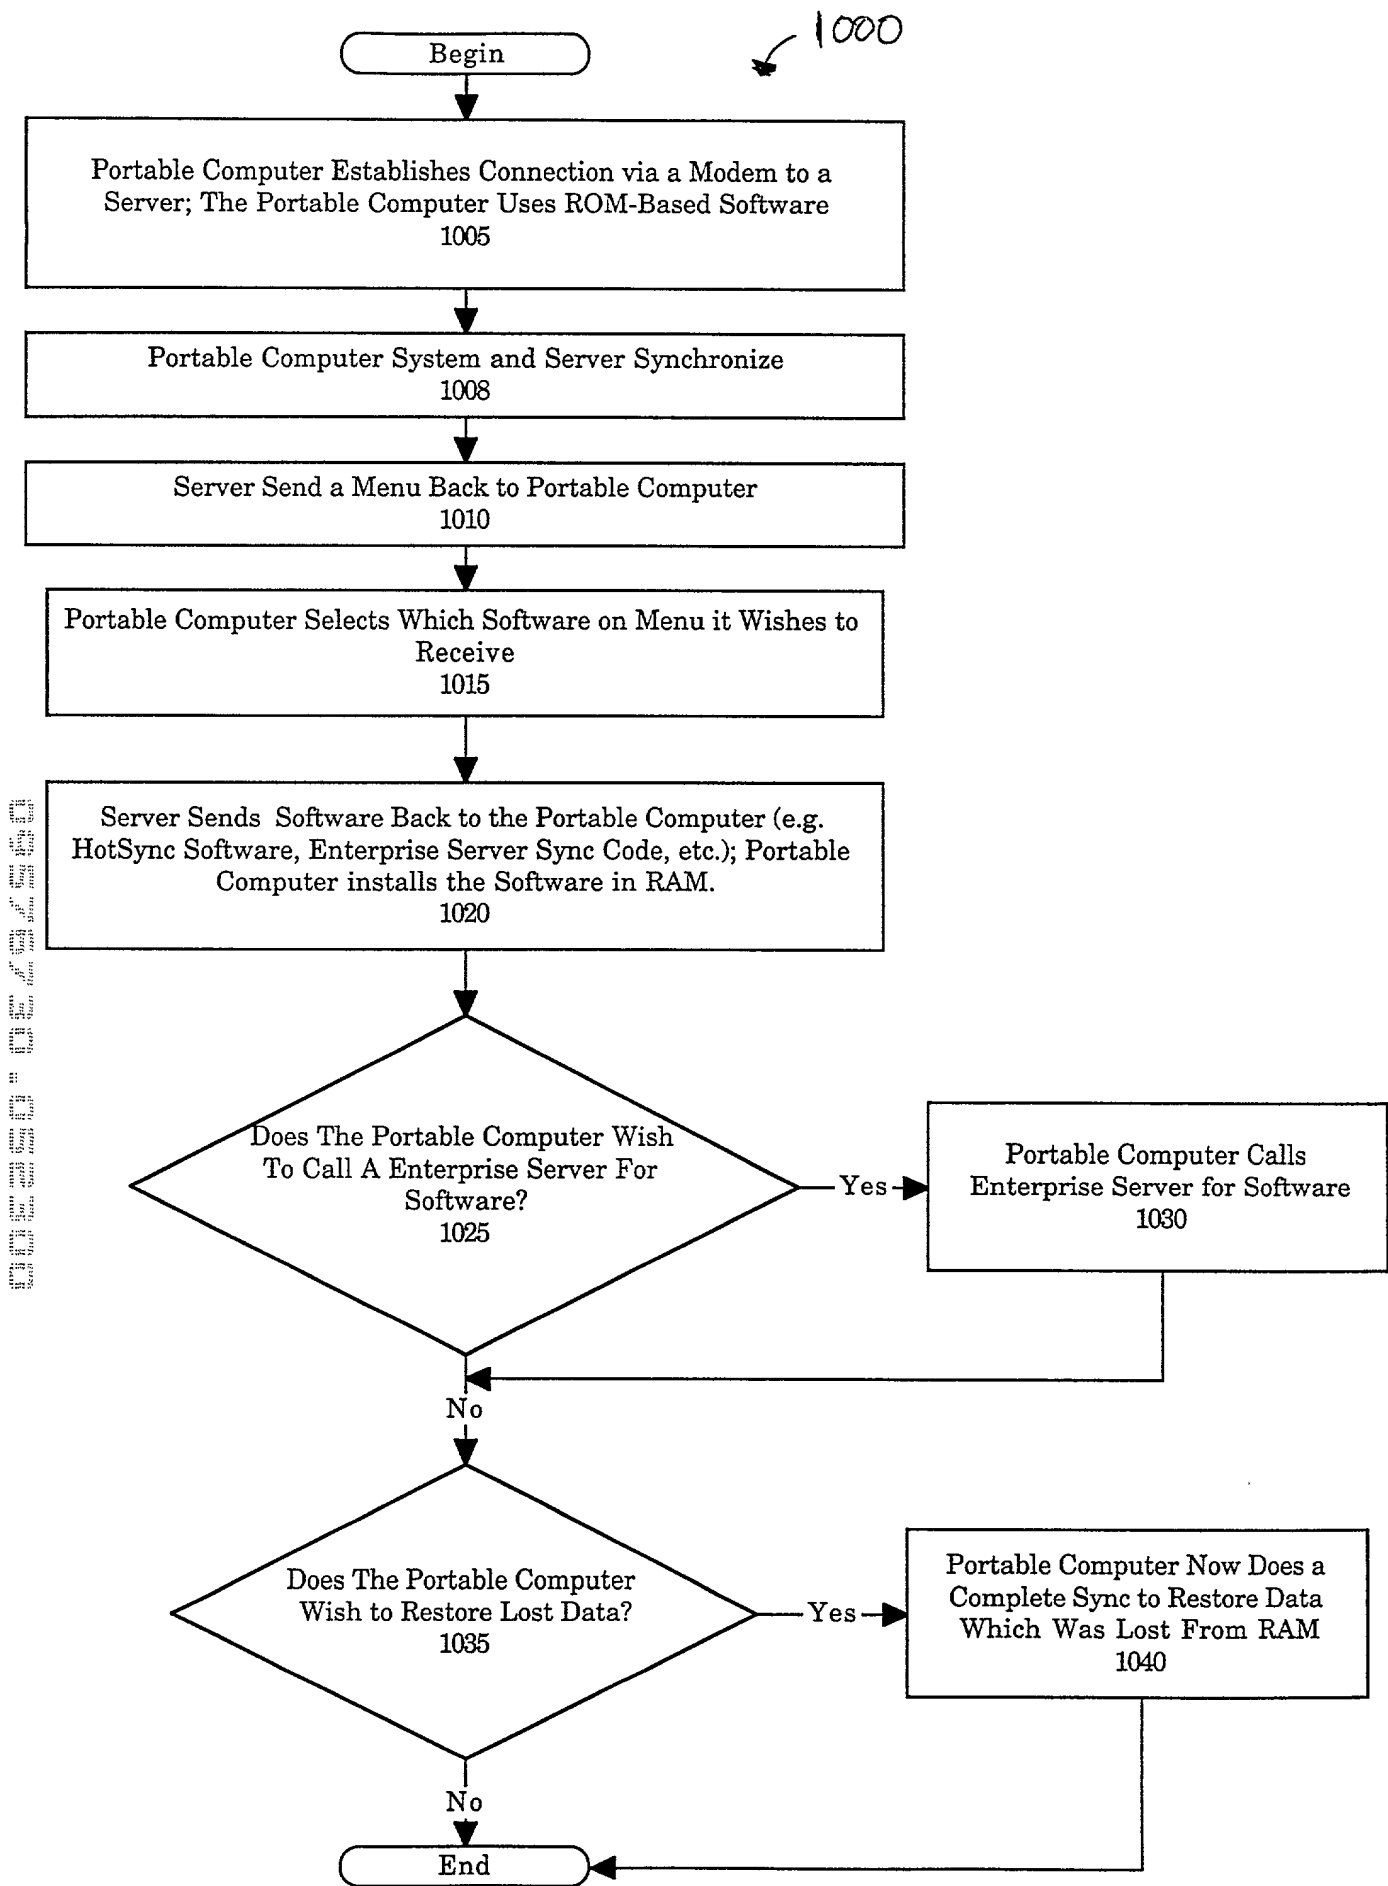 1000
Begin
Portable Computer Establishes Connection via a Modem to a
Server; The Portable Computer Uses ROM-Based Software
1005
Portable Computer System and Server Synchronize
1008
Server Send a Menu Back to Portable Computer
1010
Portable Computer Selects Which Software on Menu it Wishes to
Receive
1015
Server Sends Software Back to the Portable Computer (e.g.
HotSync Software, Enterprise Server Sync Code, etc.); Portable
Computer installs the Software in RAM.
1020
Does The Portable Computer Wish
To Call A Enterprise Server For
Software?
1025
Yes
Portable Computer Calls
Enterprise Server for Software
1030
No
Does The Portable Computer
Wish to Restore Lost Data?
1035
Yes
Portable Computer Now Does a
Complete Sync to Restore Data
Which Was Lost From RAM
1040
No
End